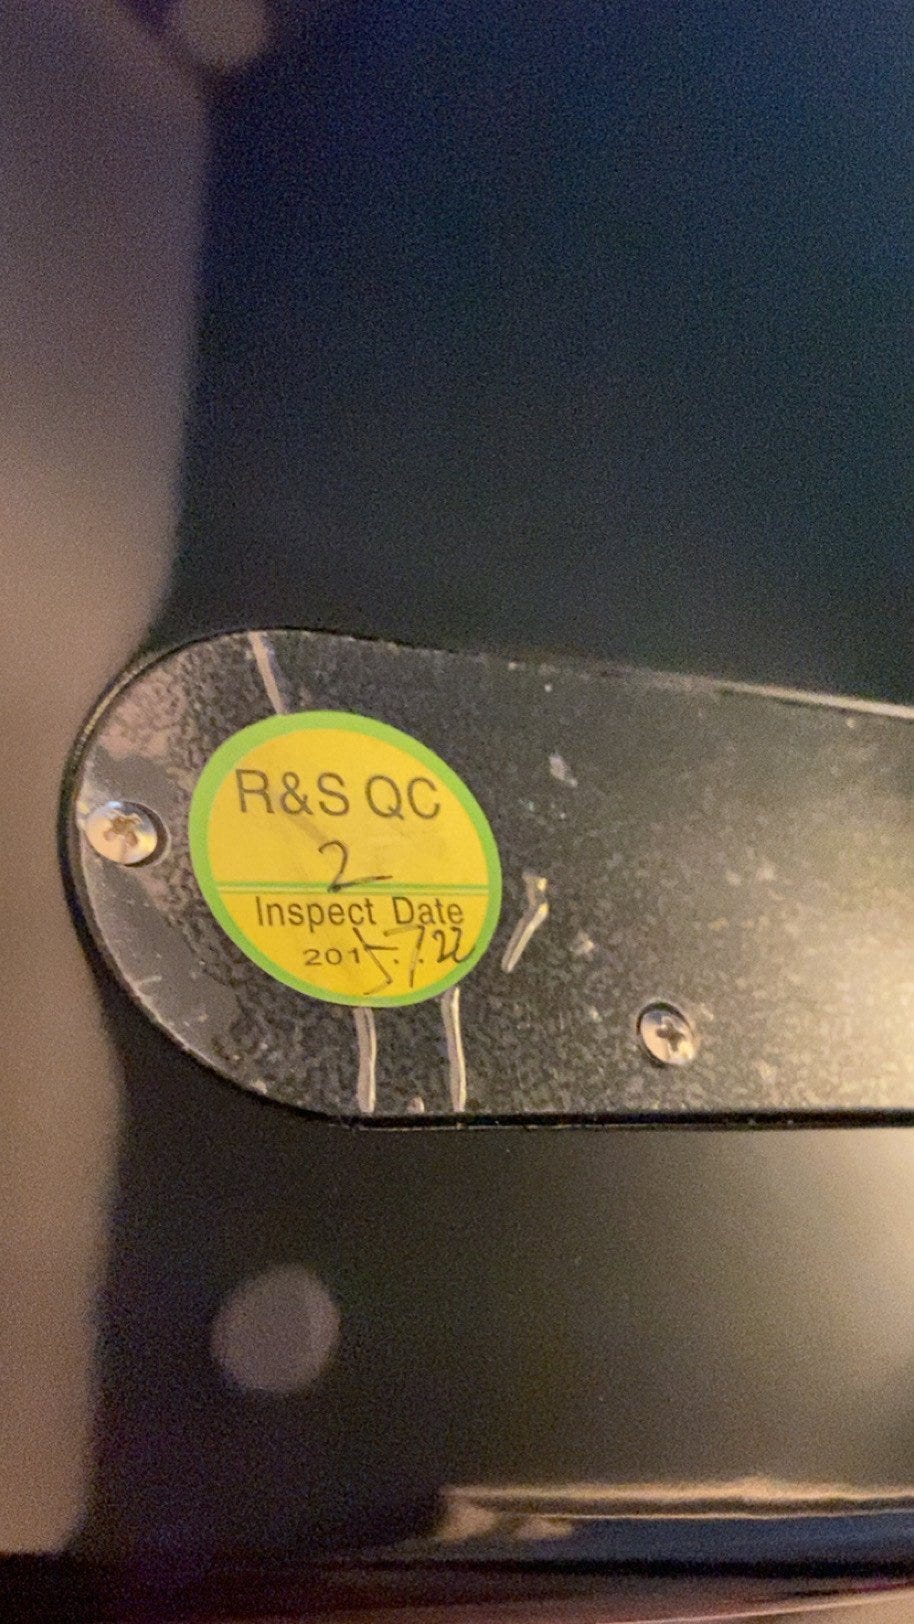 R&S QC
2
Inspect Date
2015.7.22